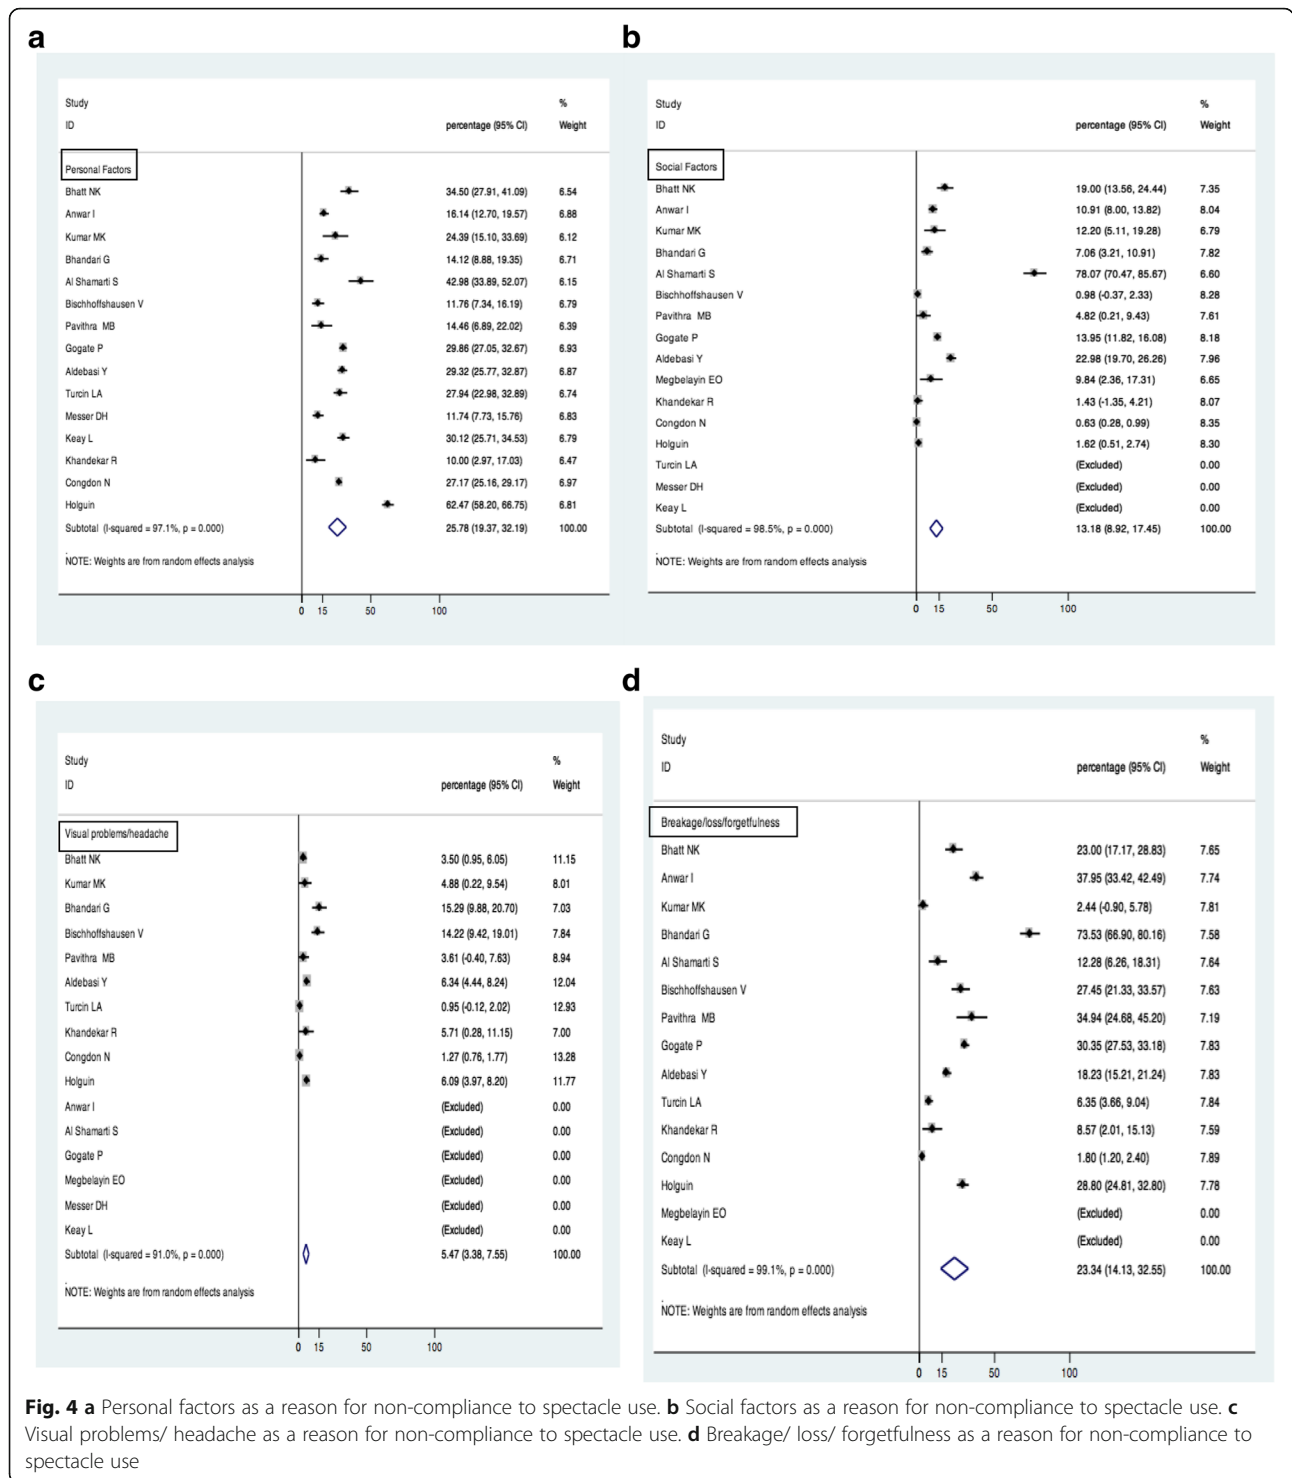 a
Study %
ID percentage (95% CI) Weight
Personal Factors
Bhatt NK 34.50 (27.91, 41.09) 6.54
Anwar I 16.14 (12.70, 19.57) 6.88
Kumar MK 24.39 (15.10, 33.69) 6.12
Bhandari G 14.12 (8.88, 19.35) 6.71
Al Shamarti S 42.98 (33.89, 52.07) 6.15
Bischhoffshausen V 11.76 (7.34, 16.19) 6.79
Pavithra MB 14.46 (6.89, 22.02) 6.39
Gogate P 29.86 (27.05, 32.67) 6.93
Aldebasi Y 29.32 (25.77, 32.87) 6.87
Turcin LA 27.94 (22.98, 32.89) 6.74
Messer DH 11.74 (7.73, 15.76) 6.83
Keay L 30.12 (25.71, 34.53) 6.79
Khandekar R 10.00 (2.97, 17.03) 6.47
Congdon N 27.17 (25.16, 29.17) 6.97
Holguin 62.47 (58.20, 66.75) 6.81
Subtotal (I-squared = 97.1%, p = 0.000) 25.78 (19.37, 32.19) 100.00
.
NOTE: Weights are from random effects analysis
0 15 50 100
b
Study %
ID percentage (95% CI) Weight
Social Factors
Bhatt NK 19.00 (13.56, 24.44) 7.35
Anwar I 10.91 (8.00, 13.82) 8.04
Kumar MK 12.20 (5.11, 19.28) 6.79
Bhandari G 7.06 (3.21, 10.91) 7.82
Al Shamarti S 78.07 (70.47, 85.67) 6.60
Bischhoffshausen V 0.98 (-0.37, 2.33) 8.28
Pavithra MB 4.82 (0.21, 9.43) 7.61
Gogate P 13.95 (11.82, 16.08) 8.18
Aldebasi Y 22.98 (19.70, 26.26) 7.96
Megbelayin EO 9.84 (2.36, 17.31) 6.65
Khandekar R 1.43 (-1.35, 4.21) 8.07
Congdon N 0.63 (0.28, 0.99) 8.35
Holguin 1.62 (0.51, 2.74) 8.30
Turcin LA (Excluded) 0.00
Messer DH (Excluded) 0.00
Keay L (Excluded) 0.00
Subtotal (I-squared = 98.5%, p = 0.000) 13.18 (8.92, 17.45) 100.00
.
NOTE: Weights are from random effects analysis
0 15 50 100
c
Study %
ID percentage (95% CI) Weight
Visual problems/headache
Bhatt NK 3.50 (0.95, 6.05) 11.15
Kumar MK 4.88 (0.22, 9.54) 8.01
Bhandari G 15.29 (9.88, 20.70) 7.03
Bischhoffshausen V 14.22 (9.42, 19.01) 7.84
Pavithra MB 3.61 (-0.40, 7.63) 8.94
Aldebasi Y 6.34 (4.44, 8.24) 12.04
Turcin LA 0.95 (-0.12, 2.02) 12.93
Khandekar R 5.71 (0.28, 11.15) 7.00
Congdon N 1.27 (0.76, 1.77) 13.28
Holguin 6.09 (3.97, 8.20) 11.77
Anwar I (Excluded) 0.00
Al Shamarti S (Excluded) 0.00
Gogate P (Excluded) 0.00
Megbelayin EO (Excluded) 0.00
Messer DH (Excluded) 0.00
Keay L (Excluded) 0.00
Subtotal (I-squared = 91.0%, p = 0.000) 5.47 (3.38, 7.55) 100.00
.
NOTE: Weights are from random effects analysis
0 15 50 100
d
Study %
ID percentage (95% CI) Weight
Breakage/loss/forgetfulness
Bhatt NK 23.00 (17.17, 28.83) 7.65
Anwar I 37.95 (33.42, 42.49) 7.74
Kumar MK 2.44 (-0.90, 5.78) 7.81
Bhandari G 73.53 (66.90, 80.16) 7.58
Al Shamarti S 12.28 (6.26, 18.31) 7.64
Bischhoffshausen V 27.45 (21.33, 33.57) 7.63
Pavithra MB 34.94 (24.68, 45.20) 7.19
Gogate P 30.35 (27.53, 33.18) 7.83
Aldebasi Y 18.23 (15.21, 21.24) 7.83
Turcin LA 6.35 (3.66, 9.04) 7.84
Khandekar R 8.57 (2.01, 15.13) 7.59
Congdon N 1.80 (1.20, 2.40) 7.89
Holguin 28.80 (24.81, 32.80) 7.78
Megbelayin EO (Excluded) 0.00
Keay L (Excluded) 0.00
Subtotal (I-squared = 99.1%, p = 0.000) 23.34 (14.13, 32.55) 100.00
.
NOTE: Weights are from random effects analysis
0 15 50 100
Fig. 4 a Personal factors as a reason for non-compliance to spectacle use. b Social factors as a reason for non-compliance to spectacle use. c
Visual problems/ headache as a reason for non-compliance to spectacle use. d Breakage/ loss/ forgetfulness as a reason for non-compliance to
spectacle use